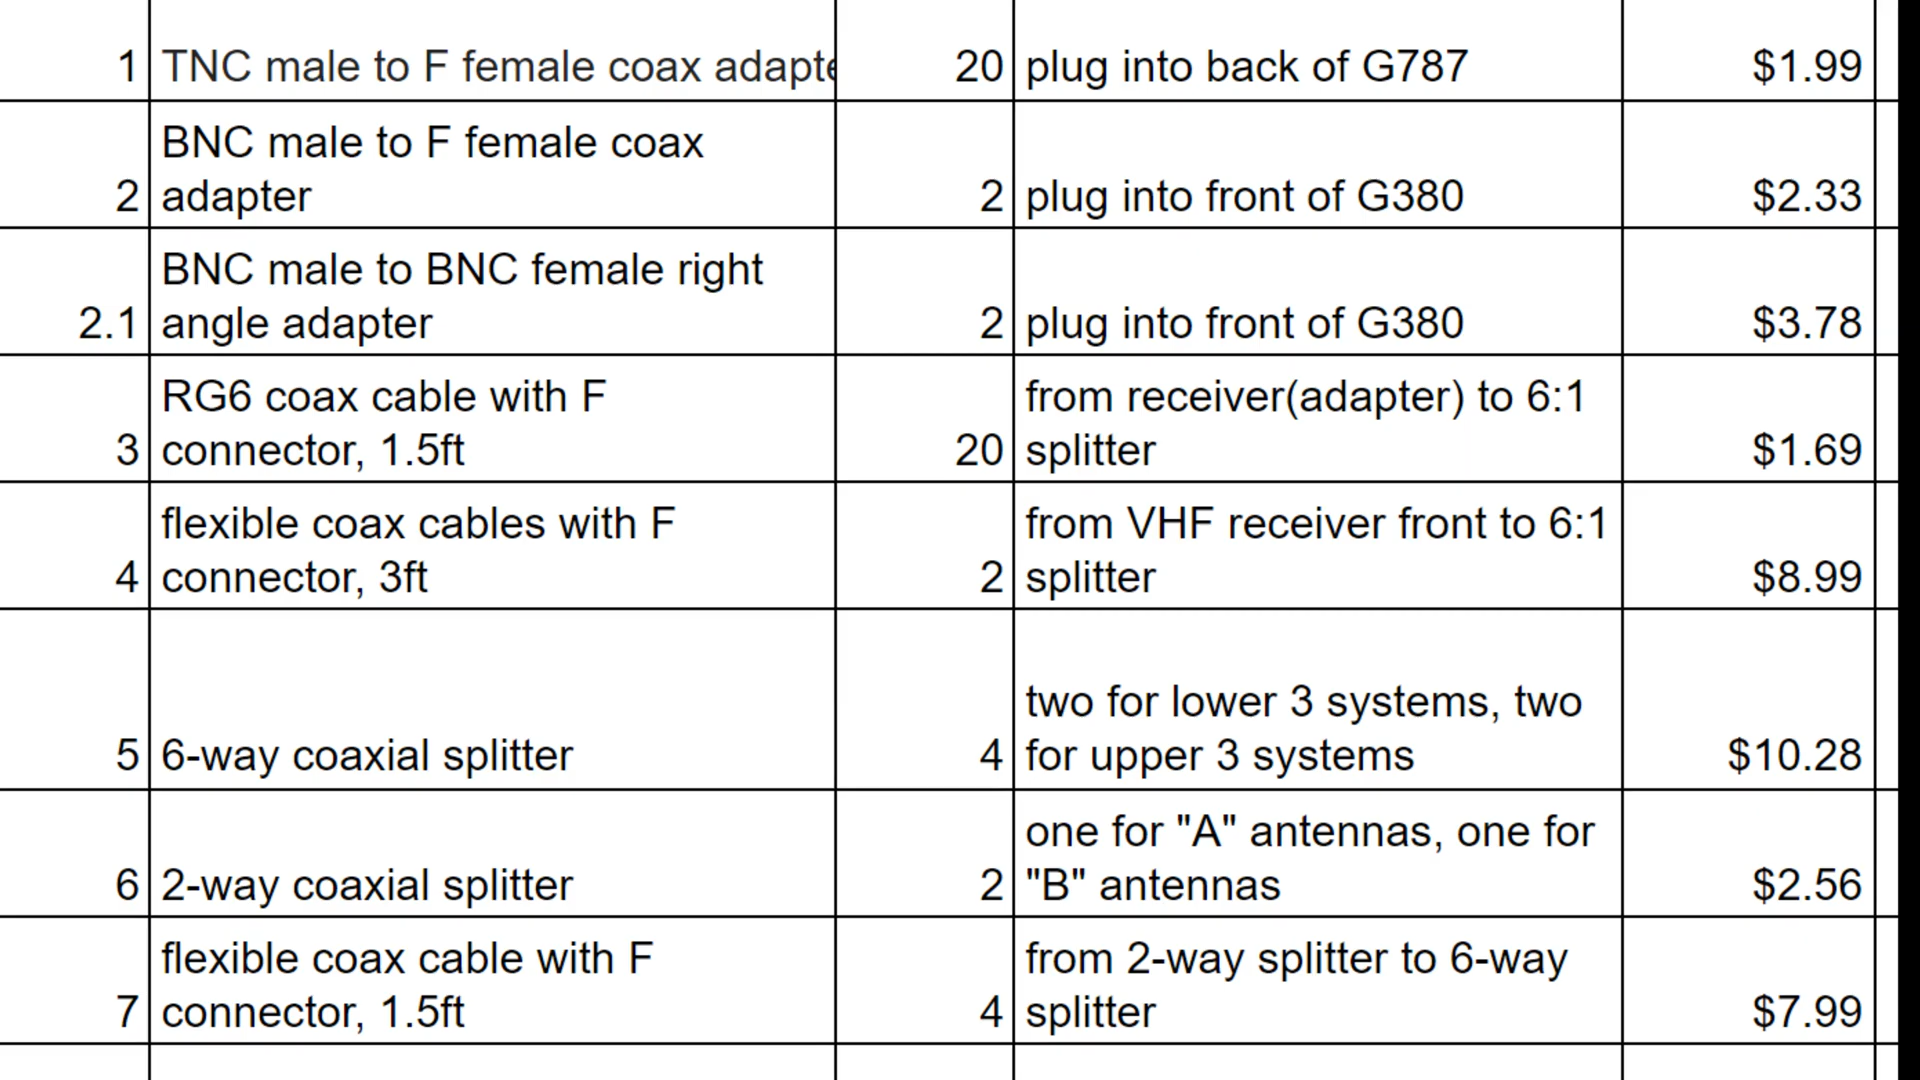 1 TNC male to F female coax adapte 20 plug into back of G787 $1.99
BNC male to F female coax
2 adapter 2 plug into front of G380 $2.33
BNC male to BNC female right
2.1 angle adapter 2 plug into front of G380 $3.78
RG6 coax cable with F from receiver(adapter) to 6:1
3 connector, 1.5ft 20 splitter $1.69
flexible coax cables with F from VHF receiver front to 6:1
4 connector, 3ft 2 splitter $8.99
two for lower 3 systems, two
5 6-way coaxial splitter 4 for upper 3 systems $10.28
one for "A" antennas, one for
6 2-way coaxial splitter 2 "B" antennas $2.56
flexible coax cable with F from 2-way splitter to 6-way
7 connector, 1.5ft 4 splitter $7.99